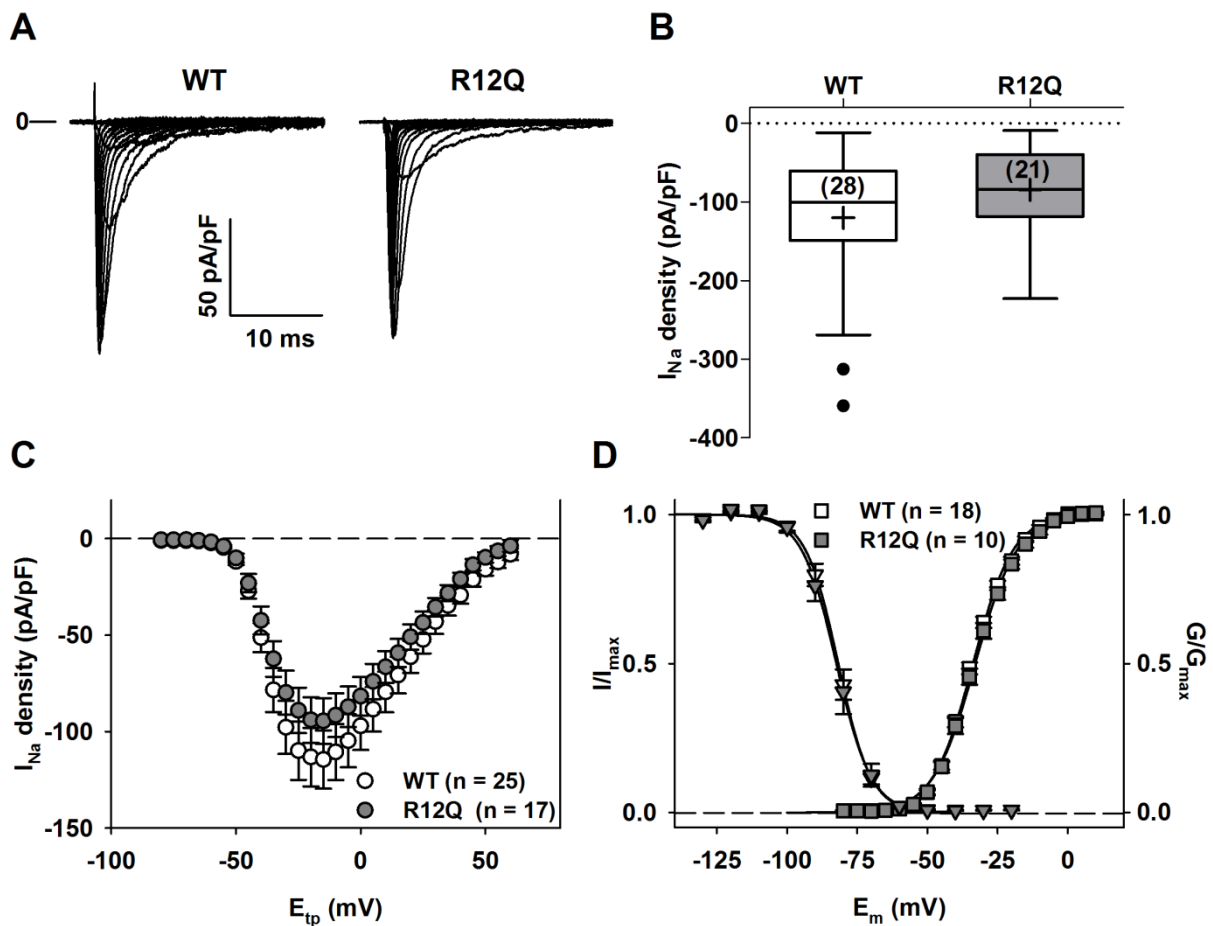 A
WT
R12Q
0
50 pA/pF
10 ms
B
WT
R12Q
0
-100
-200
-300
-400
I_Na density (pA/pF)
(28)
(21)
C
0
-50
-100
-150
I_Na density (pA/pF)
WT (n = 25)
R12Q (n = 17)
-100
-50
0
50
E_tp (mV)
D
1.0
0.5
0.0
I/I_max
WT (n = 18)
R12Q (n = 10)
1.0
0.5
0.0
G/G_max
-125
-100
-75
-50
-25
0
E_m (mV)